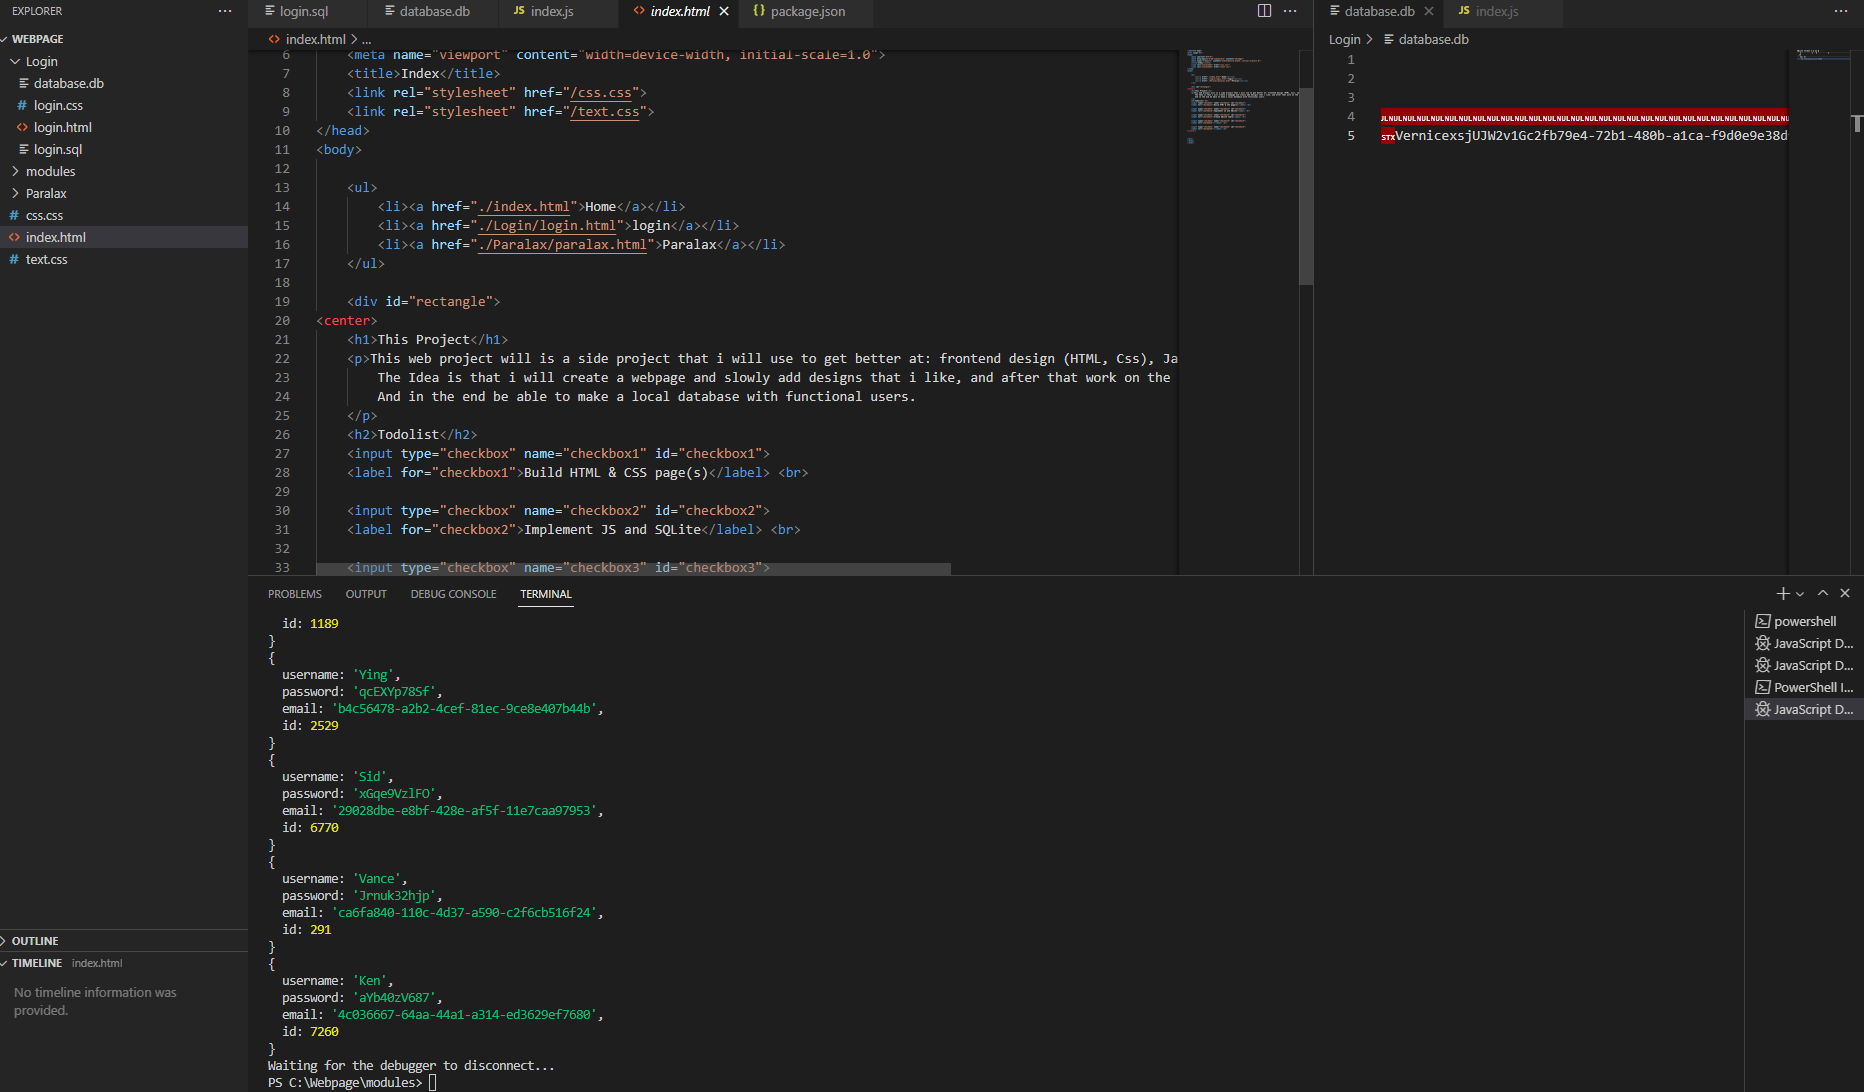 EXPLORER
WEBPAGE
Login
database.db
login.css
login.html
login.sql
modules
Paralax
css.css
index.html
text.css
OUTLINE
TIMELINE index.html
No timeline information was
provided.
login.sql database.db JS index.js index.html {} package.json
index.html > ...
6 <meta name="viewport" content="width=device-width, initial-scale=1.0">
7 <title>Index</title>
8 <link rel="stylesheet" href="/css.css">
9 <link rel="stylesheet" href="/text.css">
10 </head>
11 <body>
12
13 <ul>
14 <li><a href="./index.html">Home</a></li>
15 <li><a href="./Login/login.html">login</a></li>
16 <li><a href="./Paralax/paralax.html">Paralax</a></li>
17 </ul>
18
19 <div id="rectangle">
20 <center>
21 <h1>This Project</h1>
22 <p>This web project will is a side project that i will use to get better at: frontend design (HTML, Css), Ja
23 The Idea is that i will create a webpage and slowly add designs that i like, and after that work on the
24 And in the end be able to make a local database with functional users.
25 </p>
26 <h2>Todolist</h2>
27 <input type="checkbox" name="checkbox1" id="checkbox1">
28 <label for="checkbox1">Build HTML & CSS page(s)</label> <br>
29
30 <input type="checkbox" name="checkbox2" id="checkbox2">
31 <label for="checkbox2">Implement JS and SQLite</label> <br>
32
33 <input type="checkbox" name="checkbox3" id="checkbox3">
database.db JS index.js
Login > database.db
1
2
3
4
5 STXVernicexsjUJW2v1Gc2fb79e4-72b1-480b-a1ca-f9d0e9e38d
PROBLEMS OUTPUT DEBUG CONSOLE TERMINAL
id: 1189
}
{
username: 'Ying',
password: 'qcEXYp78Sf',
email: 'b4c56478-a2b2-4cef-81ec-9ce8e407b44b',
id: 2529
}
{
username: 'Sid',
password: 'xGqe9VzlFO',
email: '29028dbe-e8bf-428e-af5f-11e7caa97953',
id: 6770
}
{
username: 'Vance',
password: 'Jrnuk32hjp',
email: 'ca6fa840-110c-4d37-a590-c2f6cb516f24',
id: 291
}
{
username: 'Ken',
password: 'aYb40zV687',
email: '4c036667-64aa-44a1-a314-ed3629ef7680',
id: 7260
}
Waiting for the debugger to disconnect...
PS C:\Webpage\modules>
powershell
JavaScript D...
JavaScript D...
PowerShell I...
JavaScript D...